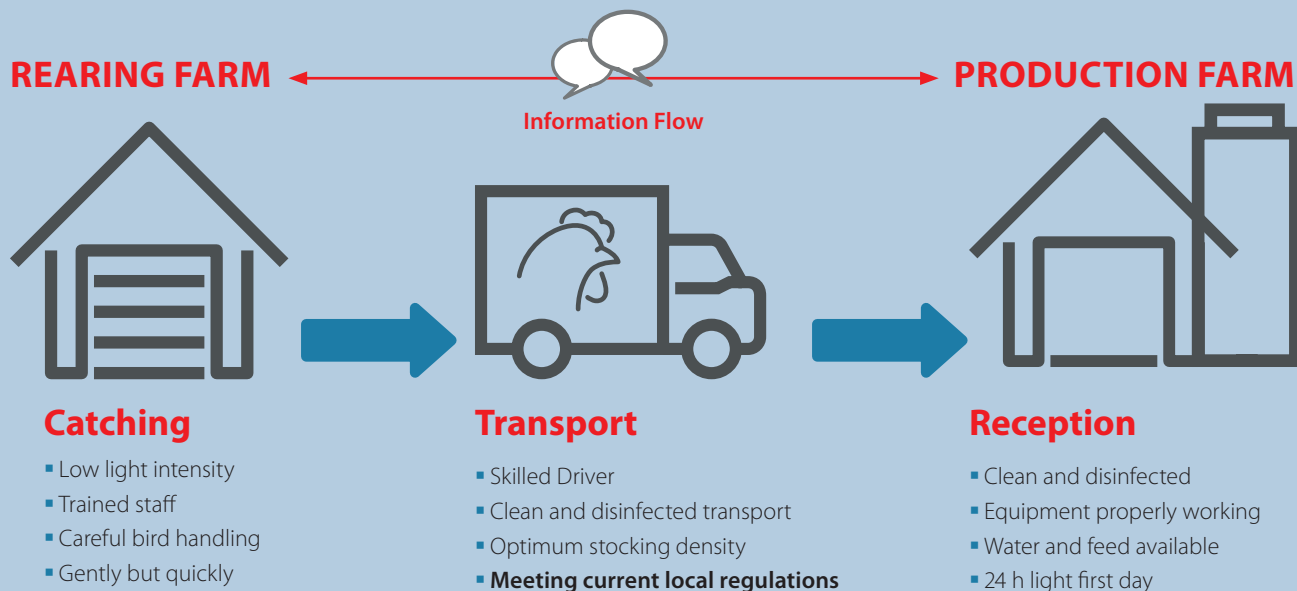 REARING FARM
PRODUCTION FARM
Information Flow
Catching
▪ Low light intensity
▪ Trained staff
▪ Careful bird handling
▪ Gently but quickly
Transport
▪ Skilled Driver
▪ Clean and disinfected transport
▪ Optimum stocking density
▪ Meeting current local regulations
Reception
▪ Clean and disinfected
▪ Equipment properly working
▪ Water and feed available
▪ 24 h light first day